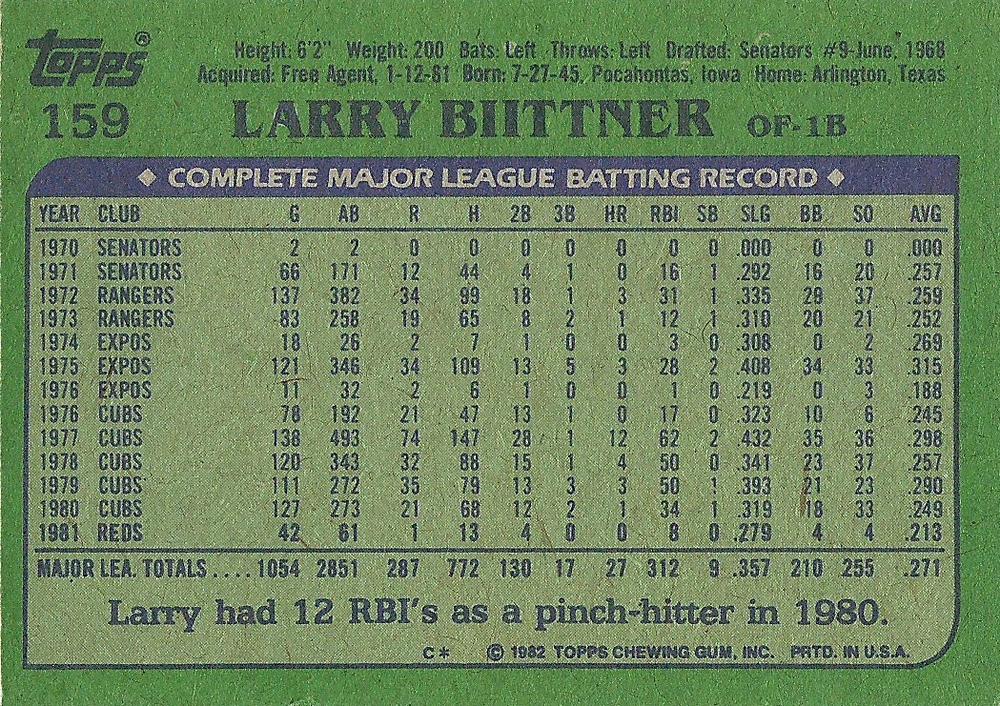 Topps®
Height: 6'2" Weight: 200 Bats: Left Throws: Left Drafted: Senators #9-June, 1968
Acquired: Free Agent, 1-12-81 Born: 7-27-45, Pocahontas, Iowa Home: Arlington, Texas
159 LARRY BIITTNER OF-1B
◆ COMPLETE MAJOR LEAGUE BATTING RECORD ◆
YEAR CLUB G AB R H 2B 3B HR RBI SB SLG BB SO AVG
1970 SENATORS 2 2 0 0 0 0 0 0 0 .000 0 0 .000
1971 SENATORS 66 171 12 44 4 1 0 16 1 .292 16 20 .257
1972 RANGERS 137 382 34 99 18 1 3 31 1 .335 29 37 .259
1973 RANGERS 83 258 19 65 8 2 1 12 1 .310 20 21 .252
1974 EXPOS 18 26 2 7 1 0 0 3 0 .308 0 2 .269
1975 EXPOS 121 346 34 109 13 5 3 28 2 .408 34 33 .315
1976 EXPOS 11 32 2 6 1 0 0 1 0 .219 0 3 .188
1976 CUBS 78 192 21 47 13 1 0 17 0 .323 10 6 .245
1977 CUBS 138 493 74 147 28 1 12 62 2 .432 35 36 .298
1978 CUBS 120 343 32 88 15 1 4 50 0 .341 23 37 .257
1979 CUBS 111 272 35 79 13 3 3 50 1 .393 21 23 .290
1980 CUBS 127 273 21 68 12 2 1 34 1 .319 18 33 .249
1981 REDS 42 61 1 13 4 0 0 8 0 .279 4 4 .213
MAJOR LEA. TOTALS.... 1054 2851 287 772 130 17 27 312 9 .357 210 255 .271
Larry had 12 RBI's as a pinch-hitter in 1980.
C* © 1982 TOPPS CHEWING GUM, INC. PRTD. IN U.S.A.